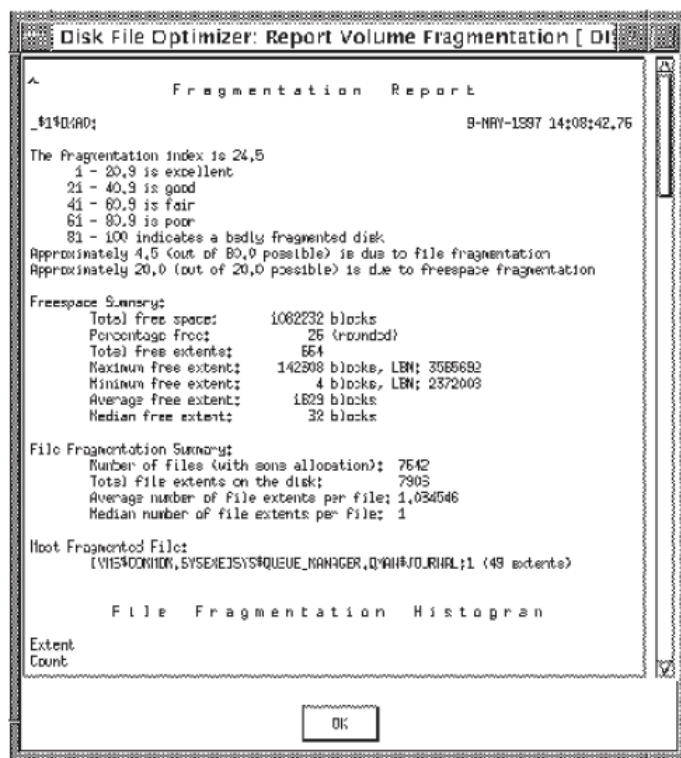 Disk File Optimizer: Report Volume Fragmentation [ DIS
Fragmentation Report
_$1$DKA0: 9-MAY-1997 14:08:42.76
The fragmentation index is 24.5
1 - 20.9 is excellent
21 - 40.9 is good
41 - 60.9 is fair
61 - 80.9 is poor
81 - 100 indicates a badly fragmented disk
Approximately 4.5 (out of 80.0 possible) is due to file fragmentation
Approximately 20.0 (out of 20.0 possible) is due to freespace fragmentation
Freespace Summary:
Total free space: 1082232 blocks
Percentage free: (rounded)
Total free extents: 664
Maximum free extent: blocks, LBN:
Minimum free extent: 4 blocks, LBN:
Average free extent: 1629 blocks
Median free extent: 32 blocks
File Fragmentation Summary:
Number of files (with some allocation): 7642
Total file extents on the disk: 7906
Average number of file extents per file: 1.034546
Median number of file extents per file: 1
Most Fragmented File:
[VMS$COMMON.SYSEXE]SYS$QUEUE_MANAGER.QMAN$JOURNAL;1 (49 extents)
File Fragmentation Histogram
Extent
Count
OK